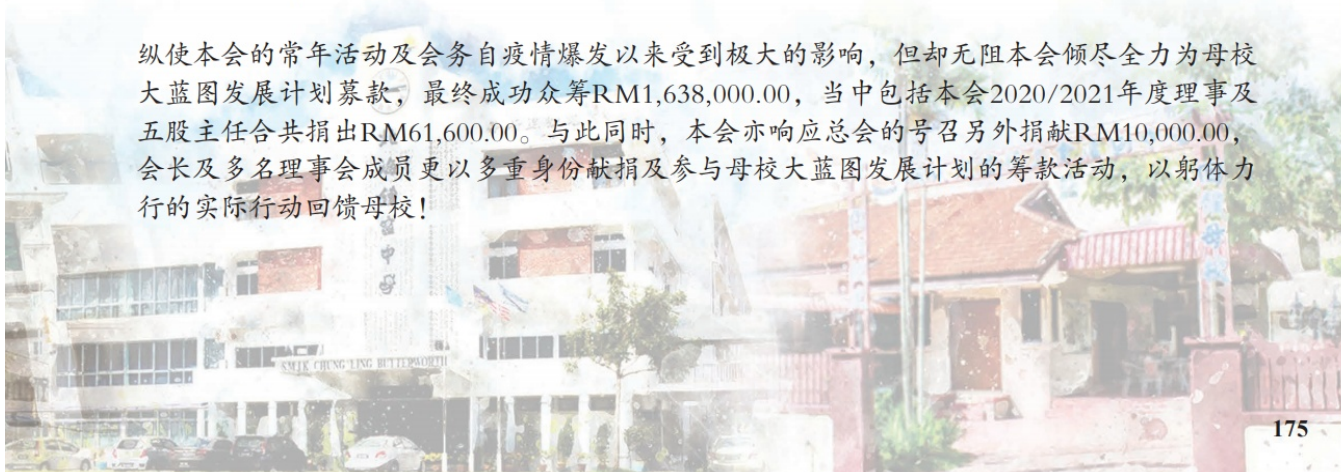 纵使本会的常年活动及会务自疫情爆发以来受到极大的影响，但却无阻本会倾尽全力为母校
大蓝图发展计划募款，最终成功众筹RM1,638,000.00，当中包括本会2020/2021年度理事及
五股主任合共捐出RM61,600.00。与此同时，本会亦响应总会的号召另外捐献RM10,000.00，
会长及多名理事会成员更以多重身份献捐及参与母校大蓝图发展计划的筹款活动，以躬体力
行的实际行动回馈母校！
SMJK CHUNG LING BUTTERWORTH
175